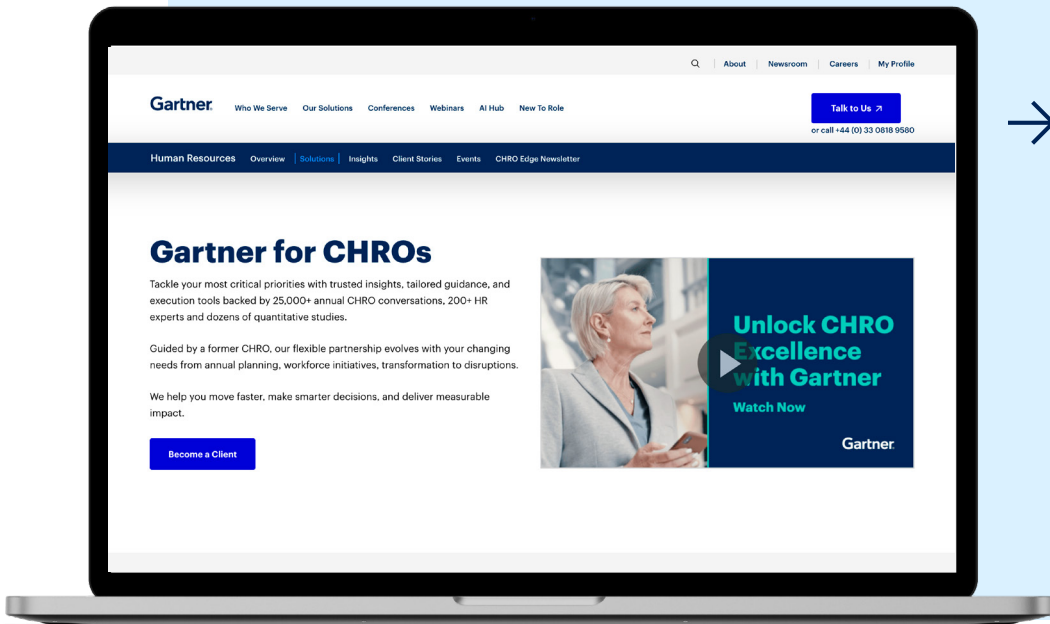 About Newsroom Careers My Profile
Gartner
Who We Serve Our Solutions Conferences Webinars AI Hub New To Role
Talk to Us
or call +44 (0) 33 0818 9580
Human Resources Overview Solutions Insights Client Stories Events CHRO Edge Newsletter
Gartner for CHROs
Tackle your most critical priorities with trusted insights, tailored guidance, and
execution tools backed by 25,000+ annual CHRO conversations, 200+ HR
experts and dozens of quantitative studies.
Guided by a former CHRO, our flexible partnership evolves with your changing
needs from annual planning, workforce initiatives, transformation to disruptions.
We help you move faster, make smarter decisions, and deliver measurable
impact.
Become a Client
Unlock CHRO
Excellence
with Gartner
Watch Now
Gartner